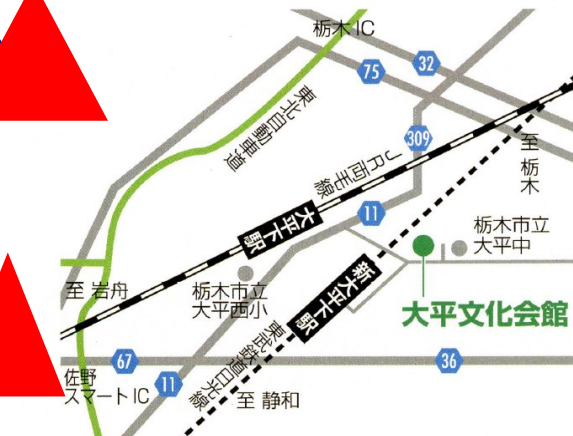 栃木IC
75
32
東北自動車道
309
JR両毛線
至 栃木
大平下駅
11
栃木市立
大平中
至 岩舟
栃木市立
大平西小
新大平下駅
大平文化会館
東武鉄道日光線
67
36
佐野
スマートIC
11
至 静和